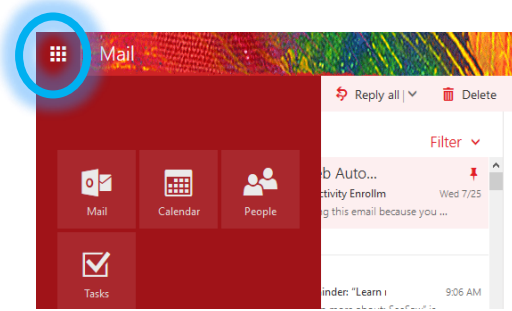 Mail
Reply all
Delete
Filter
Mail
Calendar
People
Tasks
b Auto...
ctivity Enrollm
Wed 7/25
g this email because you ...
inder: "Learn
9:06 AM